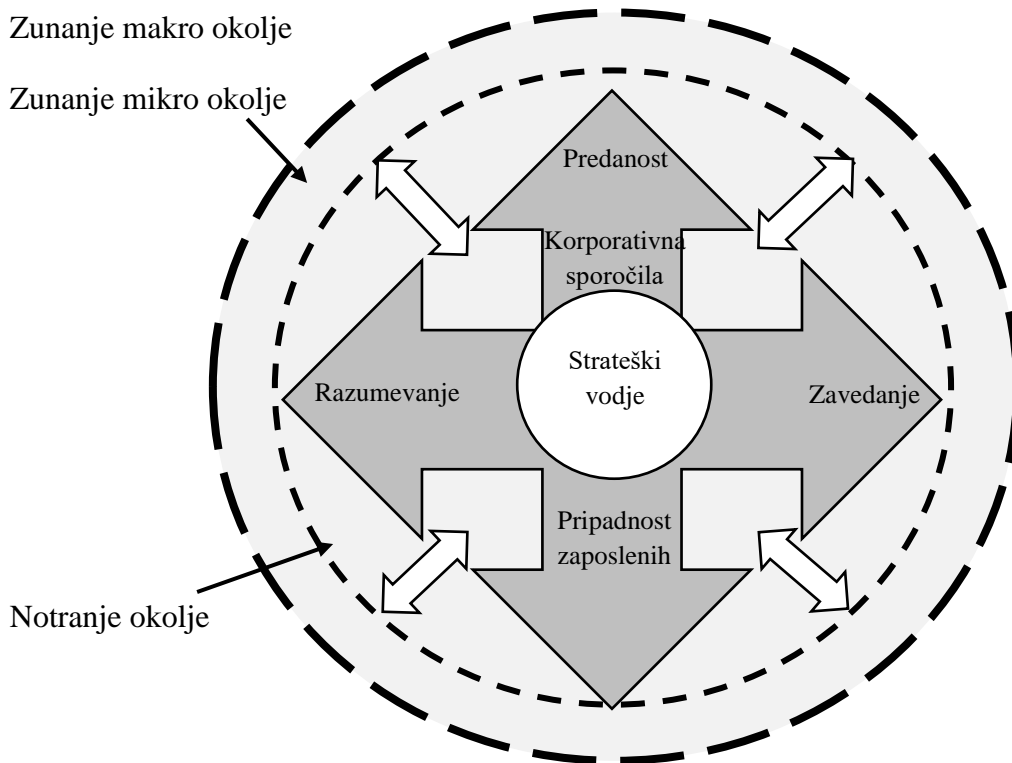 Zunanje makro okolje
Zunanje mikro okolje
Predanost
Korporativna
sporočila
Strateški
vodje
Razumevanje
Zavedanje
Pripadnost
zaposlenih
Notranje okolje